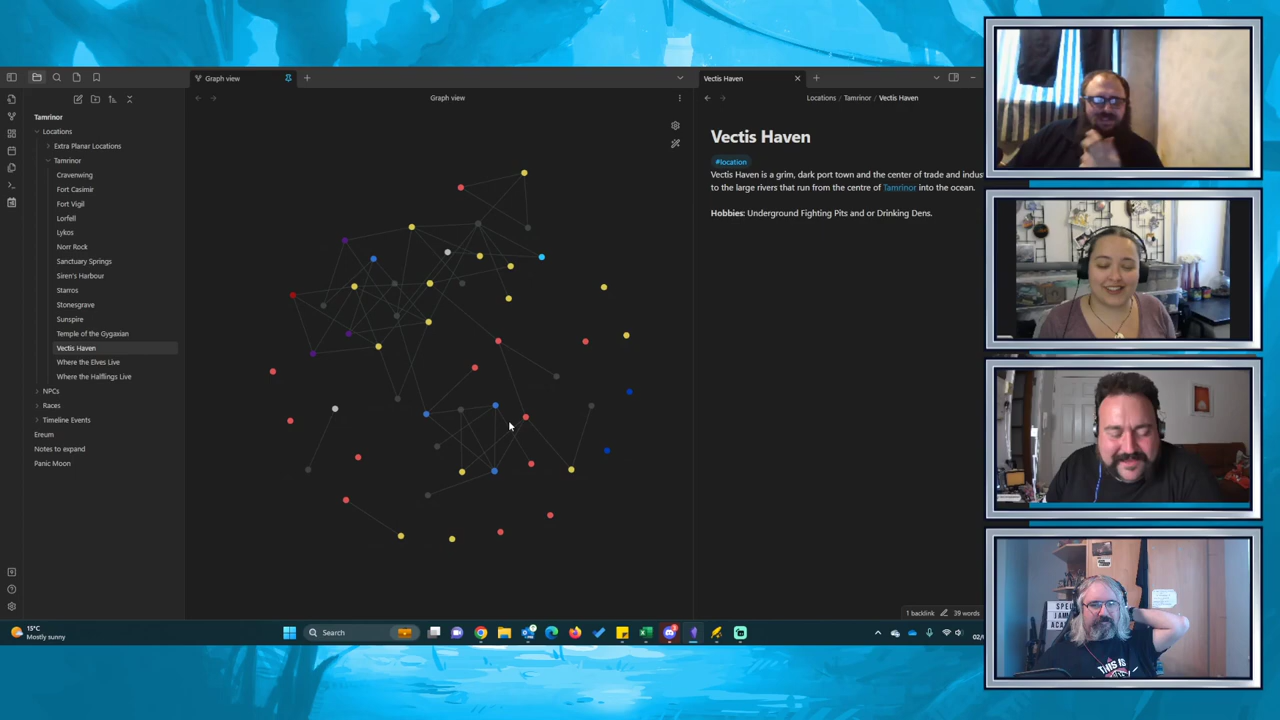 Graph view
Vectis Haven
Graph view
Locations / Tamrinor / Vectis Haven
Tamrinor
Locations
Extra Planar Locations
Tamrinor
Cravenwing
Fort Casimir
Fort Vigil
Lorfell
Lykos
Norr Rock
Sanctuary Springs
Siren's Harbour
Starros
Stonesgrave
Sunspire
Temple of the Gygaxian
Vectis Haven
Where the Elves Live
Where the Halflings Live
NPCs
Races
Timeline Events
Ereum
Notes to expand
Panic Moon
Vectis Haven
#location
Vectis Haven is a grim, dark port town and the center of trade and indus
to the large rivers that run from the centre of Tamrinor into the ocean.
Hobbies: Underground Fighting Pits and or Drinking Dens.
1 backlink
39 words
15°C
Mostly sunny
Search
02/
THIS IS